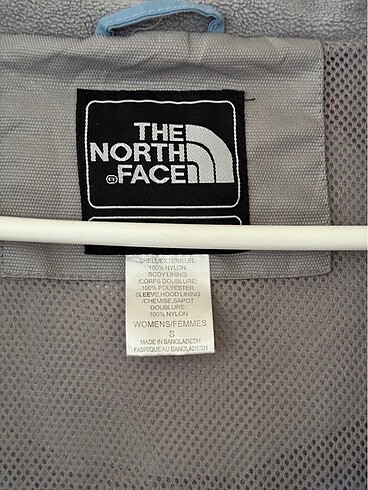 THE
NORTH
FACE
SHELL/EXTERIEUR:
100% NYLON
BODY LINING
/CORPS DOUBLURE:
100% POLYESTER
SLEEVE,HOOD LINING
/CHEMISE,SAPOT
DOUBLURE:
100% NYLON
WOMENS/FEMMES
S
MADE IN BANGLADESH
FABRIQUE AU BANGLADESH